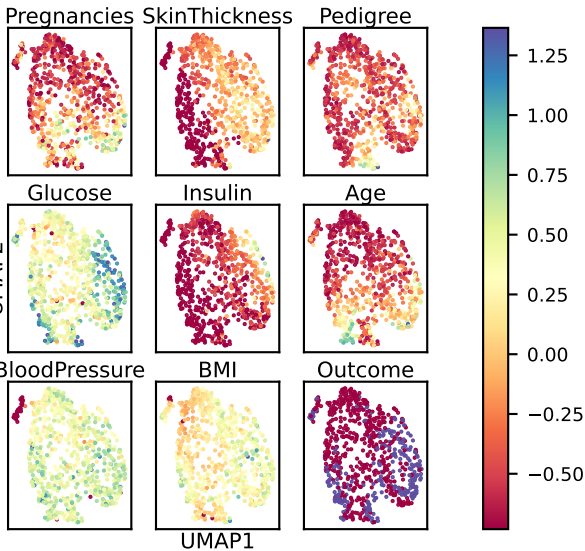 Pregnancies SkinThickness Pedigree
Glucose Insulin Age
BloodPressure BMI Outcome
UMAP1
1.25
1.00
0.75
0.50
0.25
0.00
−0.25
−0.50